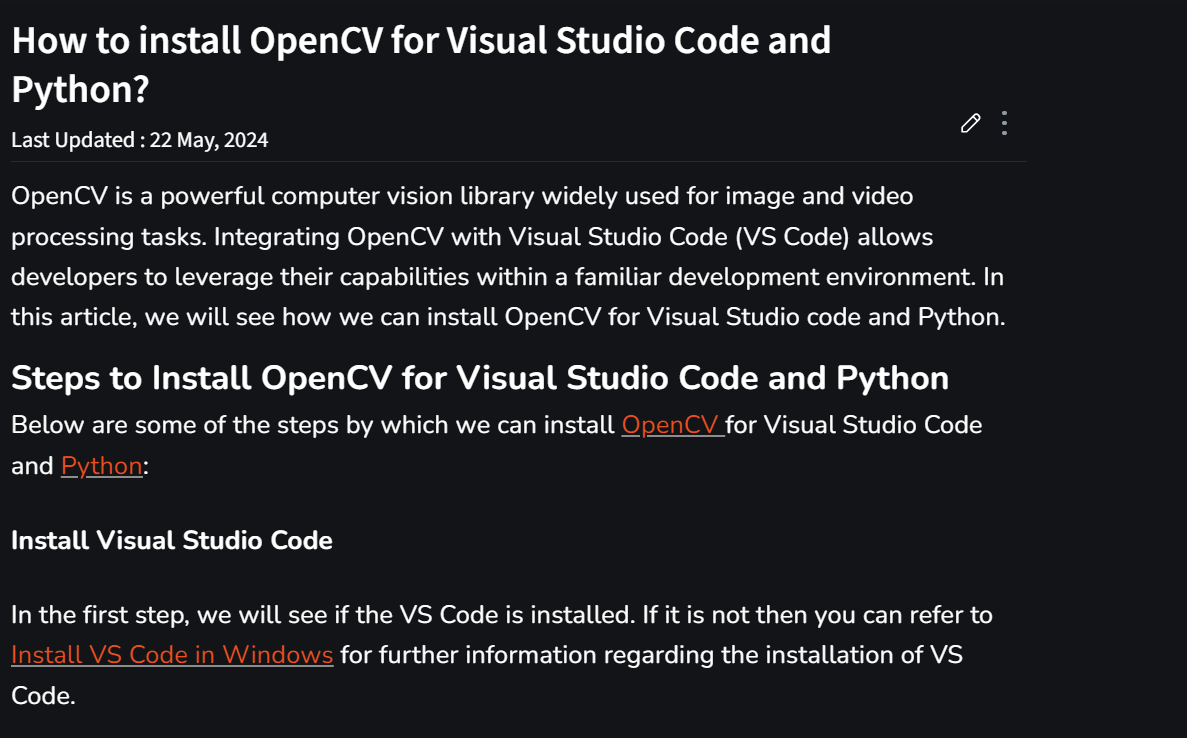 How to install OpenCV for Visual Studio Code and
Python?
Last Updated : 22 May, 2024
OpenCV is a powerful computer vision library widely used for image and video
processing tasks. Integrating OpenCV with Visual Studio Code (VS Code) allows
developers to leverage their capabilities within a familiar development environment. In
this article, we will see how we can install OpenCV for Visual Studio code and Python.
Steps to Install OpenCV for Visual Studio Code and Python
Below are some of the steps by which we can install OpenCV for Visual Studio Code
and Python:
Install Visual Studio Code
In the first step, we will see if the VS Code is installed. If it is not then you can refer to
Install VS Code in Windows for further information regarding the installation of VS
Code.